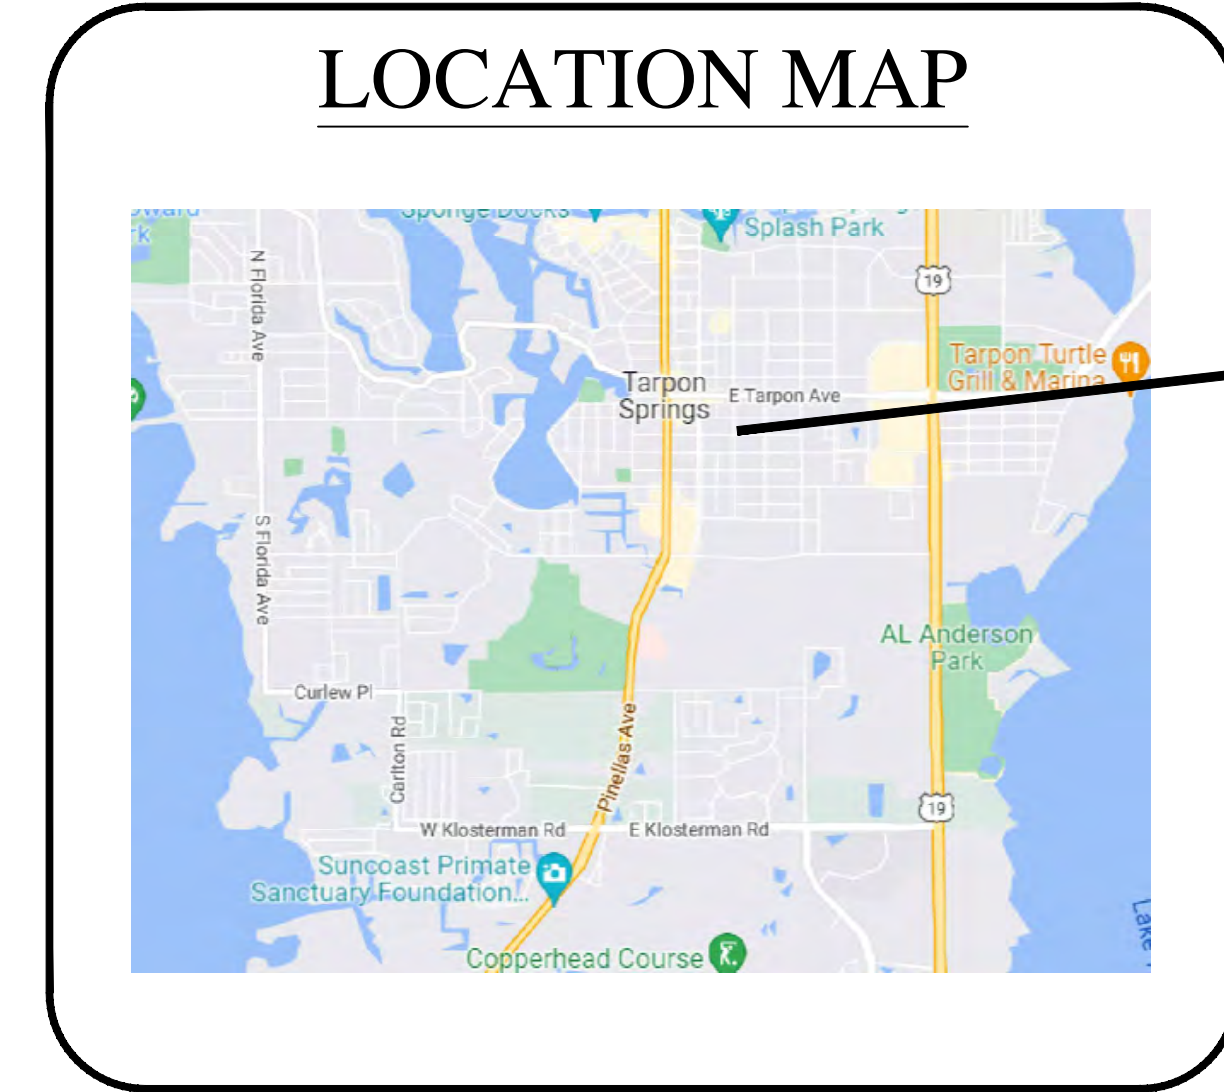 LOCATION MAP
Sponge Docks
Splash Park
N Florida Ave
19
Tarpon Turtle
Grill & Marina
Tarpon
Springs
E Tarpon Ave
S Florida Ave
AL Anderson
Park
Curlew Pl
Carlton Rd
Pinellas Ave
19
W Klosterman Rd
E Klosterman Rd
Suncoast Primate
Sanctuary Foundation...
Copperhead Course
Lake